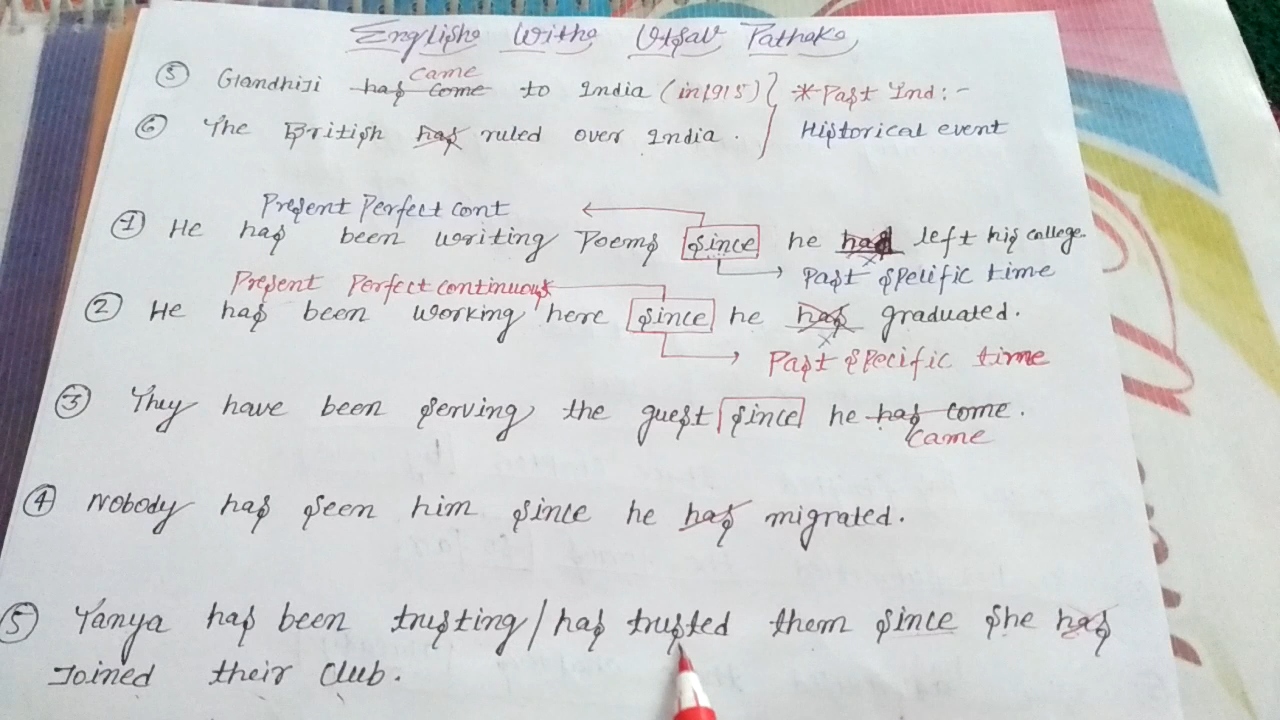 English With Utsav Pathak
⑤ Gandhiji has come came to India (in 1915) } * Past Ind:-
⑥ The British has ruled over India. Historical event
Present Perfect cont
① He has been writing Poems since he had left his college.
Past specific time
Present Perfect continuous
② He has been working here since he has graduated.
Past specific time
③ They have been serving the guest since he has come.
came
④ Nobody has seen him since he has migrated.
⑤ Tanya has been trusting/has trusted them since she has
Joined their club.